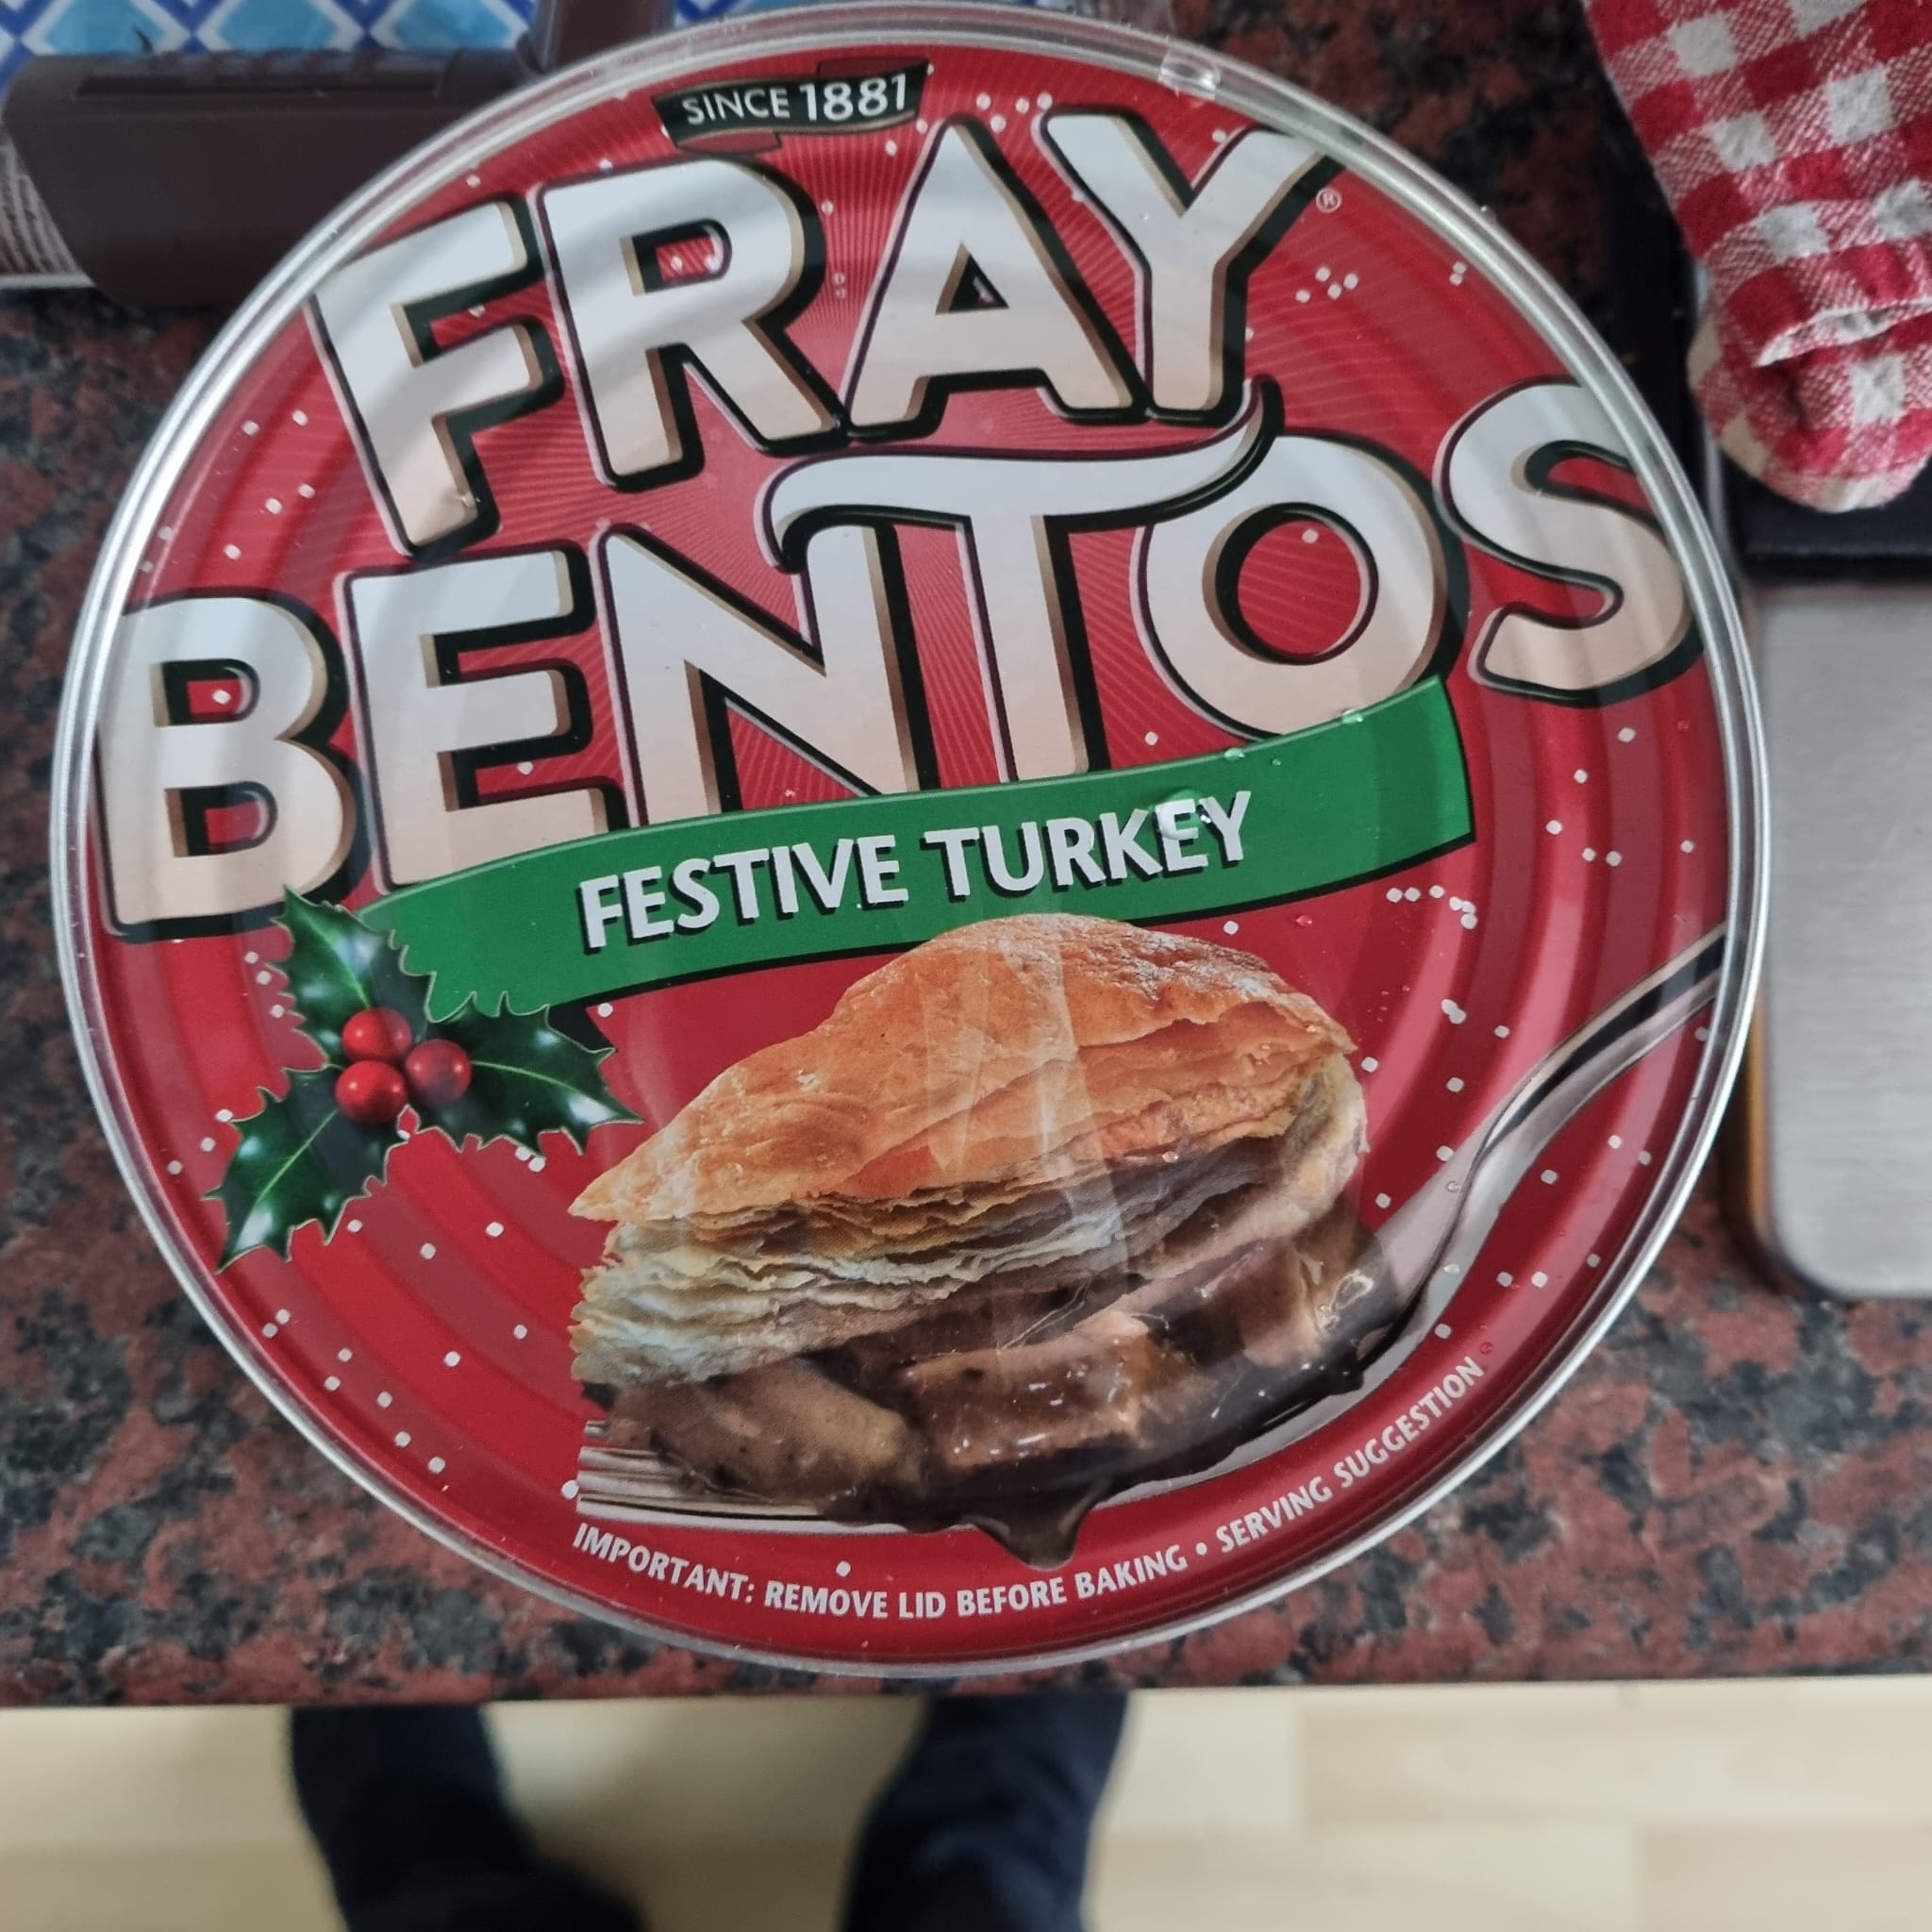 SINCE 1881
FRAY
BENTOS
®
FESTIVE TURKEY
IMPORTANT: REMOVE LID BEFORE BAKING • SERVING SUGGESTION